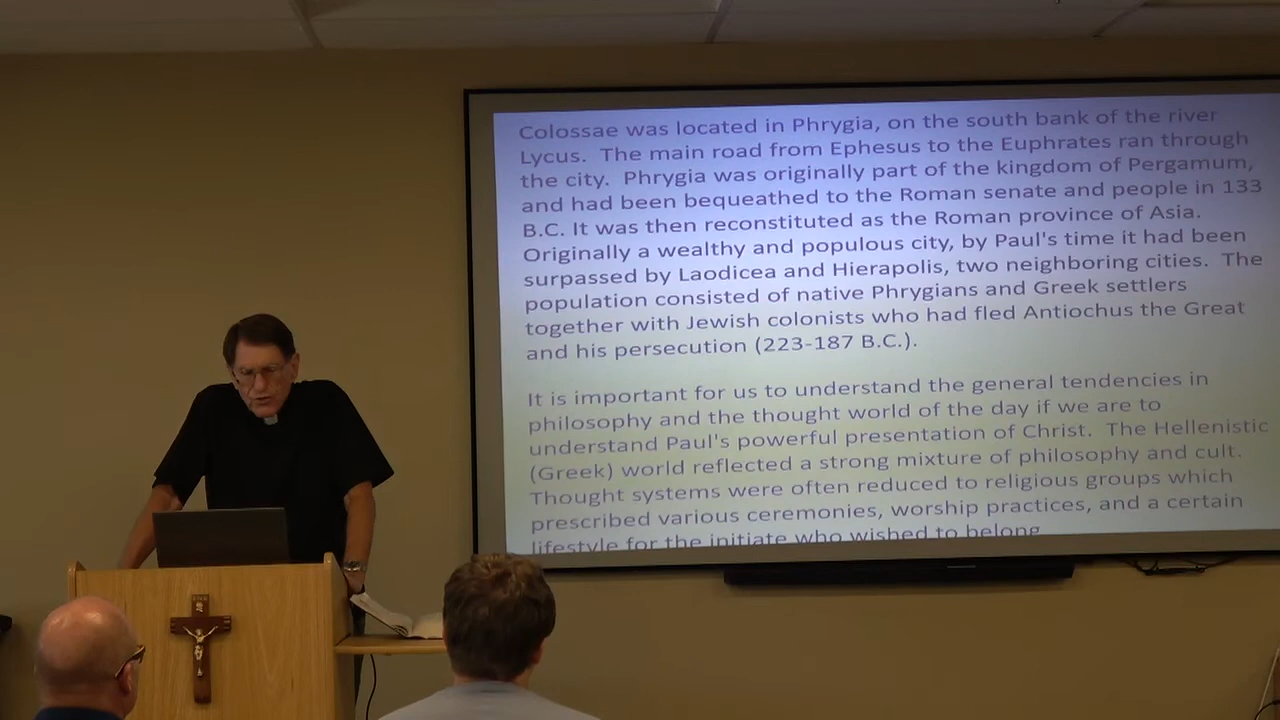 Colossae was located in Phrygia, on the south bank of the river
Lycus.  The main road from Ephesus to the Euphrates ran through
the city.  Phrygia was originally part of the kingdom of Pergamum,
and had been bequeathed to the Roman senate and people in 133
B.C. It was then reconstituted as the Roman province of Asia.
Originally a wealthy and populous city, by Paul's time it had been
surpassed by Laodicea and Hierapolis, two neighboring cities.  The
population consisted of native Phrygians and Greek settlers
together with Jewish colonists who had fled Antiochus the Great
and his persecution (223-187 B.C.).
It is important for us to understand the general tendencies in
philosophy and the thought world of the day if we are to
understand Paul's powerful presentation of Christ.  The Hellenistic
(Greek) world reflected a strong mixture of philosophy and cult.
Thought systems were often reduced to religious groups which
prescribed various ceremonies, worship practices, and a certain
lifestyle for the initiate who wished to belong